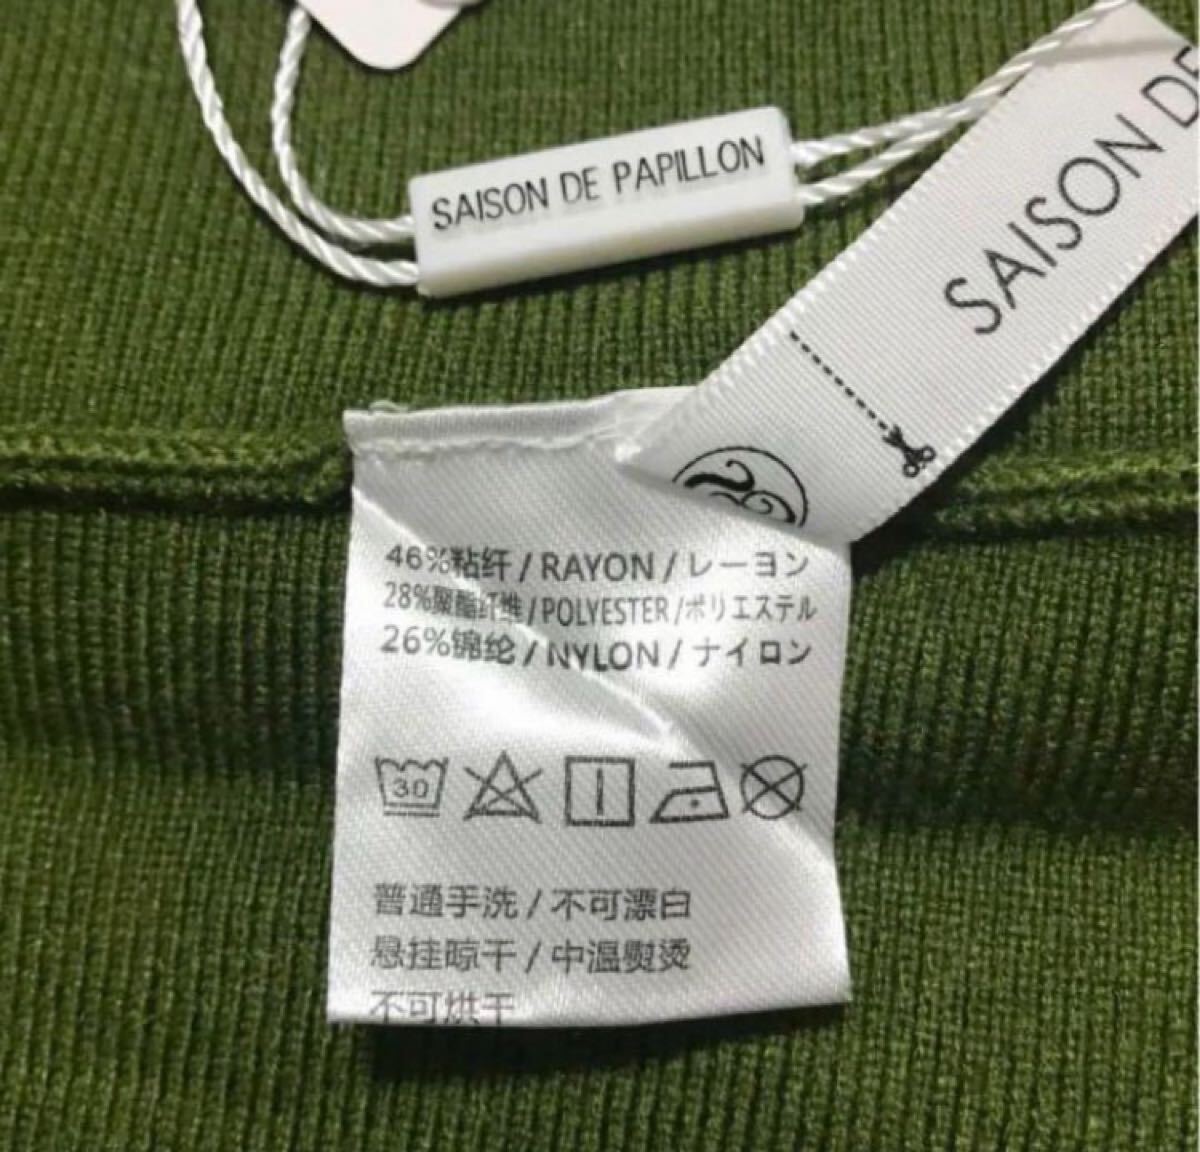 SAISON DE PAPILLON
SAISON DE
46%粘纤/RAYON/レーヨン
28%聚酯纤维/POLYESTER/ポリエステル
26%锦纶/NYLON/ナイロン
30
普通手洗/不可漂白
悬挂晾干/中温熨烫
不可烘干